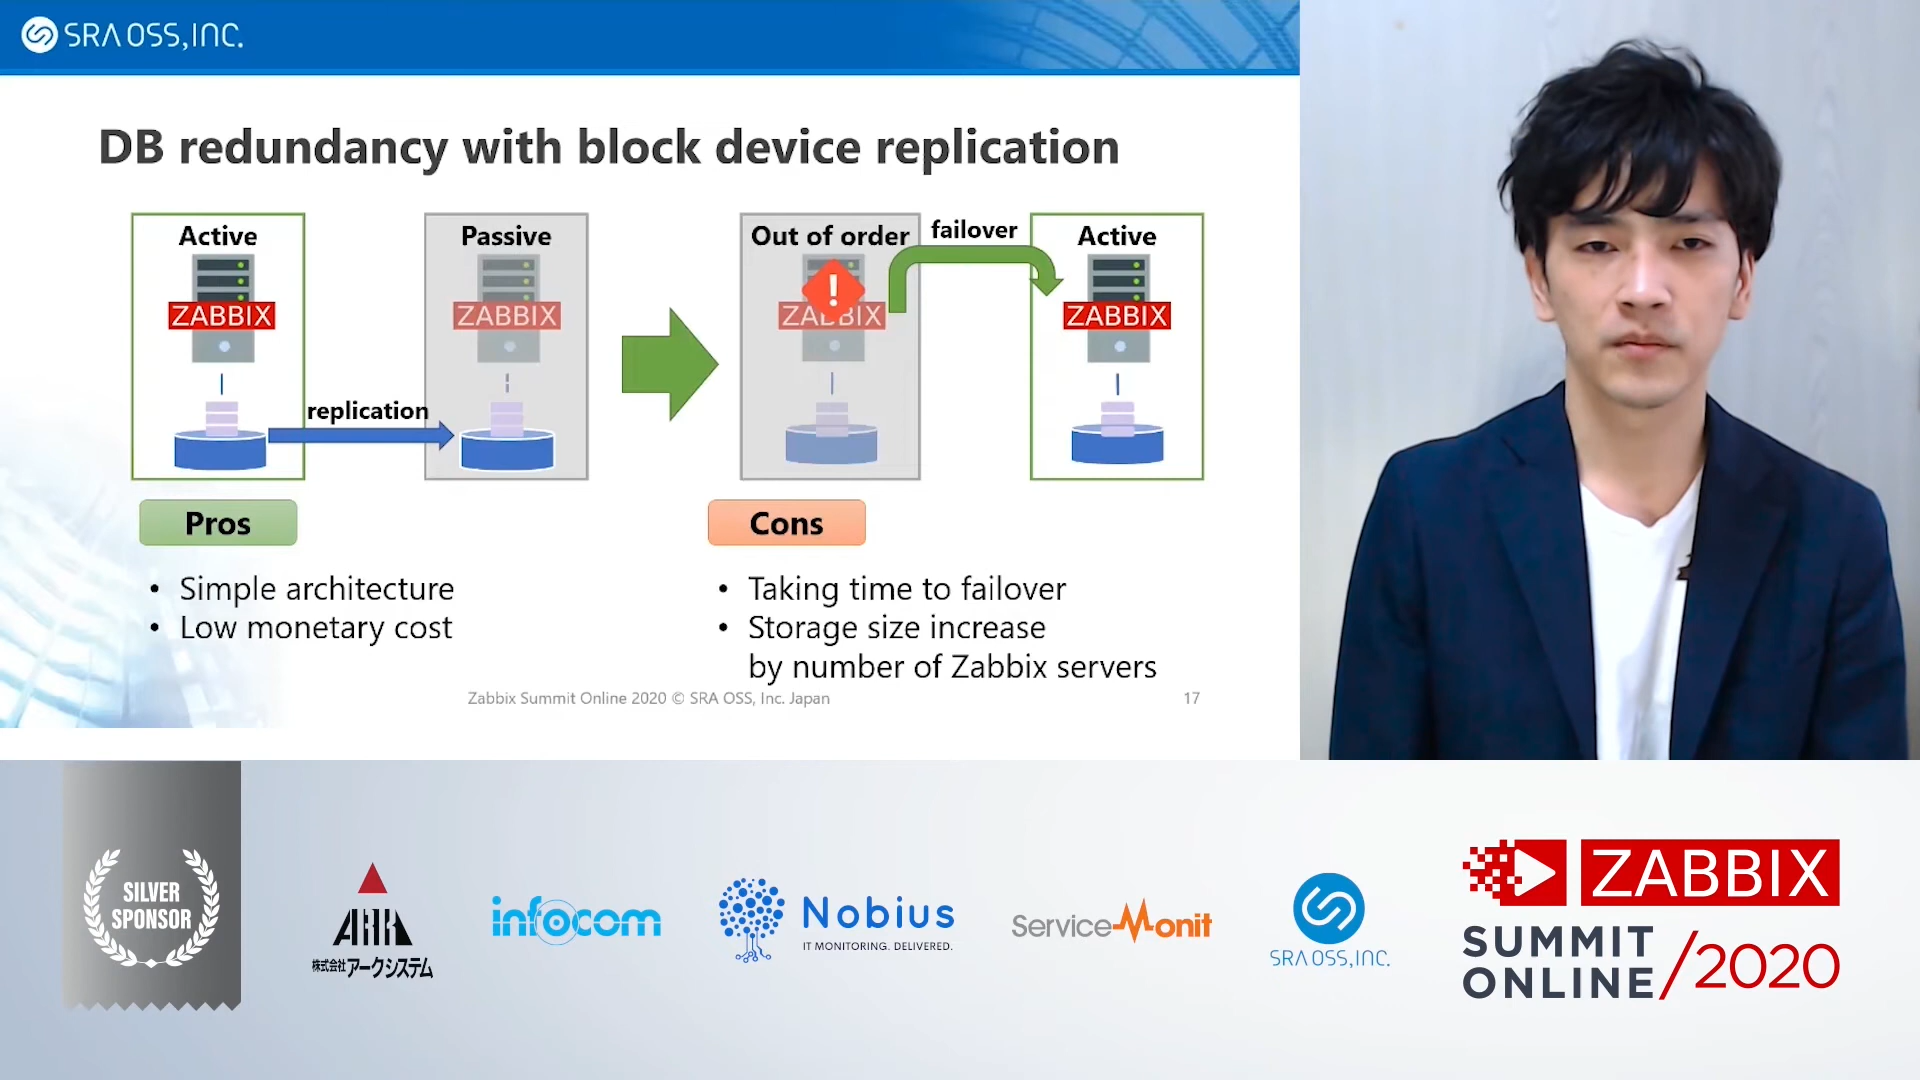 SRA OSS, INC.
DB redundancy with block device replication
Active
ZABBIX
replication
Passive
ZABBIX
Out of order
!
ZABBIX
failover
Active
ZABBIX
Pros
• Simple architecture
• Low monetary cost
Cons
• Taking time to failover
• Storage size increase
by number of Zabbix servers
Zabbix Summit Online 2020 © SRA OSS, Inc. Japan
17
SILVER
SPONSOR
ARK
株式会社アークシステム
infocom
Nobius
IT MONITORING. DELIVERED.
ServiceMonit
SRA OSS, INC.
ZABBIX
SUMMIT
ONLINE /2020